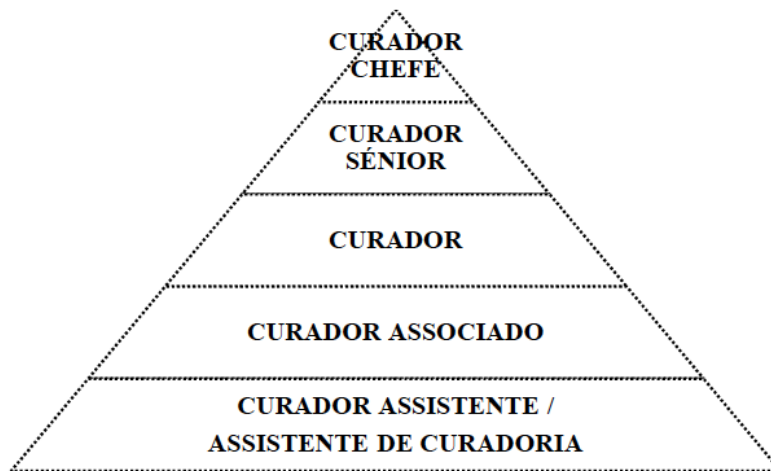 CURADOR
CHEFE
CURADOR
SÉNIOR
CURADOR
CURADOR ASSOCIADO
CURADOR ASSISTENTE /
ASSISTENTE DE CURADORIA